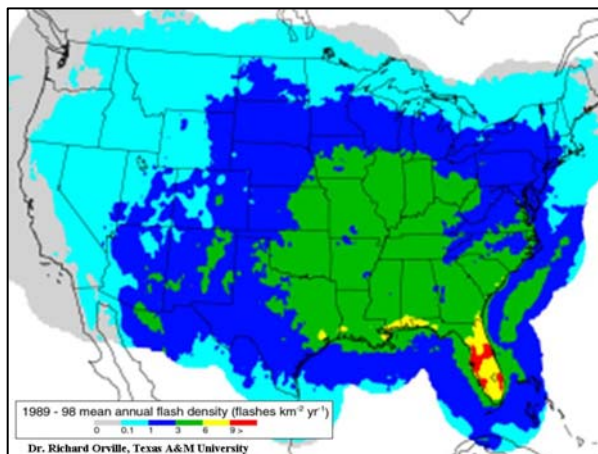 1989 - 98 mean annual flash density (flashes km-2 yr-1)
0 0.1 1 3 6 9 >
Dr. Richard Orville, Texas A&M University